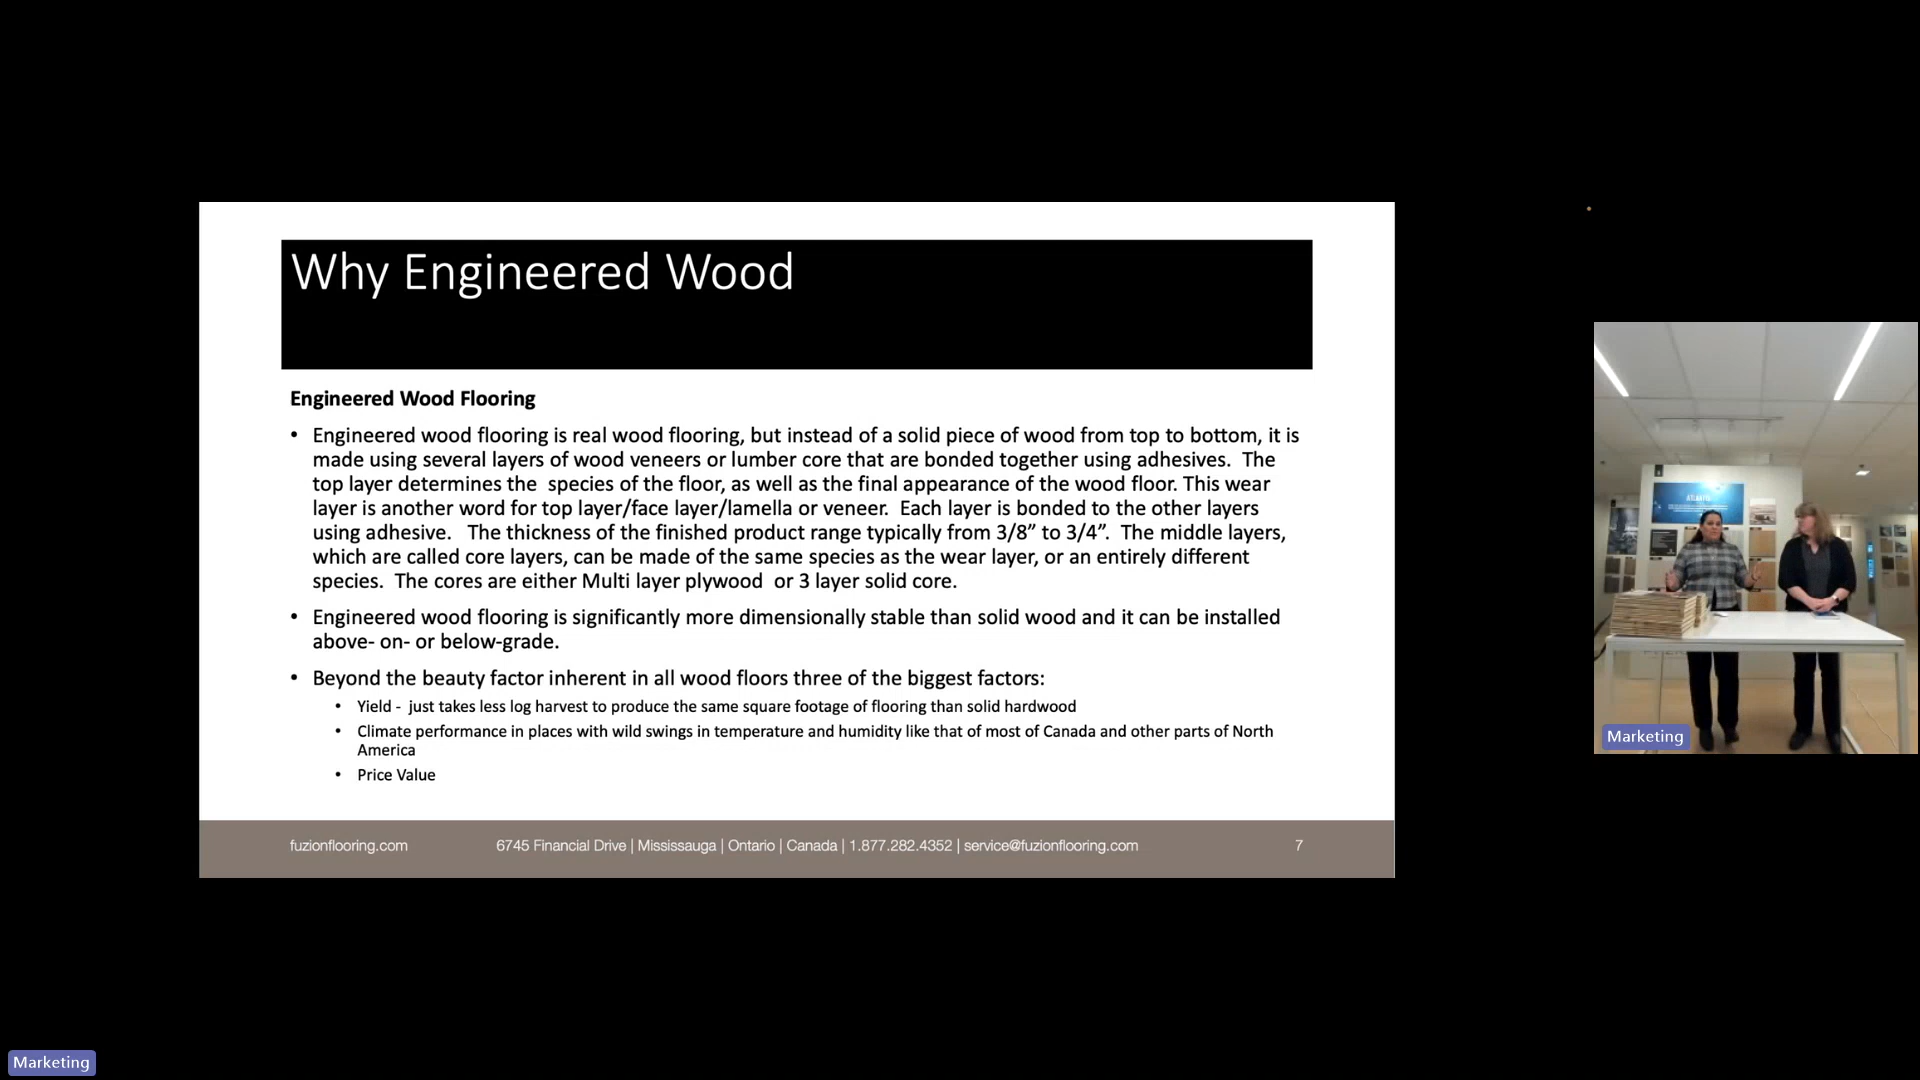 Why Engineered Wood
Engineered Wood Flooring
• Engineered wood flooring is real wood flooring, but instead of a solid piece of wood from top to bottom, it is
made using several layers of wood veneers or lumber core that are bonded together using adhesives.  The
top layer determines the  species of the floor, as well as the final appearance of the wood floor. This wear
layer is another word for top layer/face layer/lamella or veneer.  Each layer is bonded to the other layers
using adhesive.   The thickness of the finished product range typically from 3/8” to 3/4”.  The middle layers,
which are called core layers, can be made of the same species as the wear layer, or an entirely different
species.  The cores are either Multi layer plywood  or 3 layer solid core.
• Engineered wood flooring is significantly more dimensionally stable than solid wood and it can be installed
above- on- or below-grade.
• Beyond the beauty factor inherent in all wood floors three of the biggest factors:
• Yield -  just takes less log harvest to produce the same square footage of flooring than solid hardwood
• Climate performance in places with wild swings in temperature and humidity like that of most of Canada and other parts of North
America
• Price Value
fuzionflooring.com
6745 Financial Drive | Mississauga | Ontario | Canada | 1.877.282.4352 | service@fuzionflooring.com
7
Marketing
Marketing